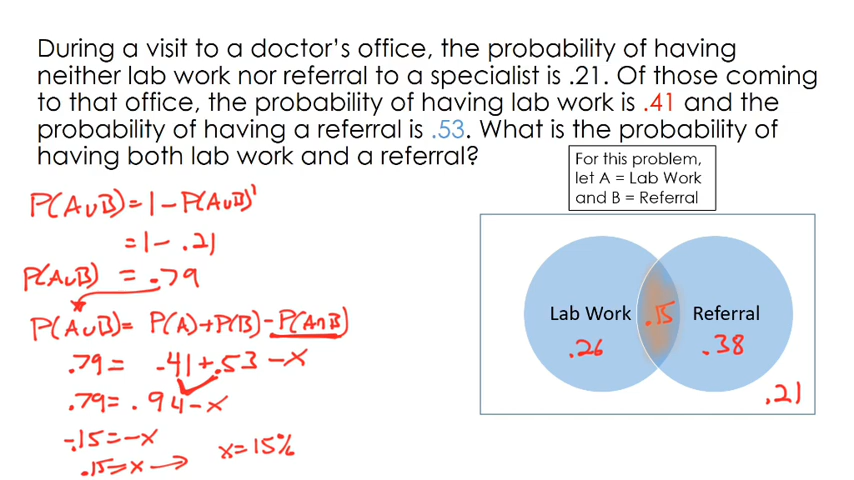 During a visit to a doctor's office, the probability of having
neither lab work nor referral to a specialist is .21. Of those coming
to that office, the probability of having lab work is .41 and the
probability of having a referral is .53. What is the probability of
having both lab work and a referral?
For this problem,
let A = Lab Work
and B = Referral
P(A∪B)=1-P(A∪B)'
=1- .21
P(A∪B) = .79
P(A∪B)= P(A)+P(B)-P(A∩B)
.79= .41+.53-x
.79=.94-x
-.15=-x
.15=x → x=15%
Lab Work .15 Referral
.26 .38
.21